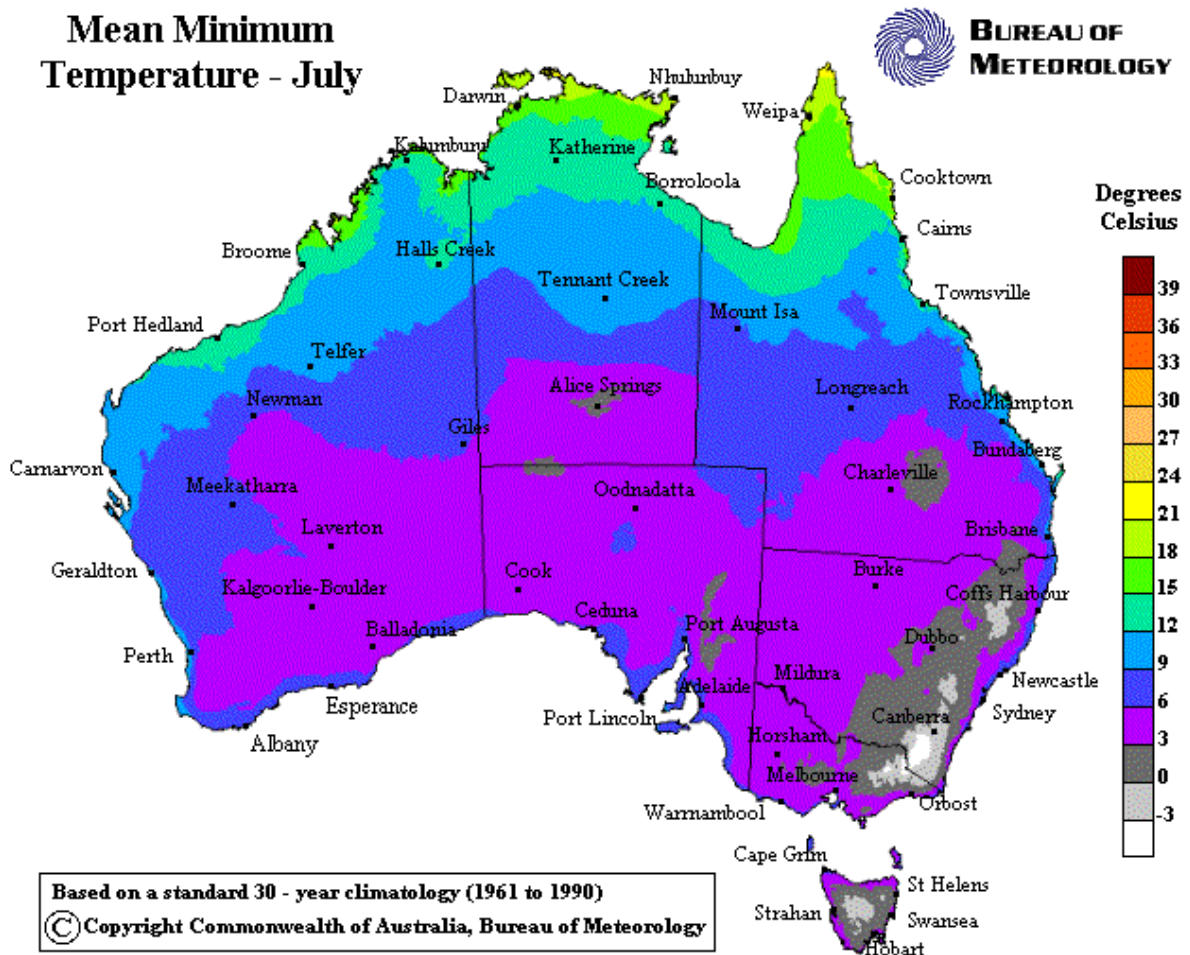 Mean Minimum
Temperature - July
BUREAU OF
METEOROLOGY
Nhulunbuy
Darwin
Weipa
Kalumburu
Katherine
Borroloola
Cooktown
Degrees
Celsius
Cairns
Broome
Halls Creek
Tennant Creek
Townsville
Mount Isa
Port Hedland
Telfer
Alice Springs
Longreach
Newman
Rockhampton
Giles
Bundaberg
Carnarvon
Charleville
Meekatharra
Oodnadatta
Laverton
Brisbane
Geraldton
Cook
Burke
Kalgoorlie-Boulder
Coffs Harbour
Ceduna
Balladonia
Port Augusta
Dubbo
Perth
Mildura
Newcastle
Adelaide
Esperance
Port Lincoln
Canberra
Sydney
Albany
Horsham
Melbourne
Warrnambool
Orbost
39
36
33
30
27
24
21
18
15
12
9
6
3
0
-3
Cape Grim
St Helens
Strahan
Swansea
Hobart
Based on a standard 30 - year climatology (1961 to 1990)
© Copyright Commonwealth of Australia, Bureau of Meteorology